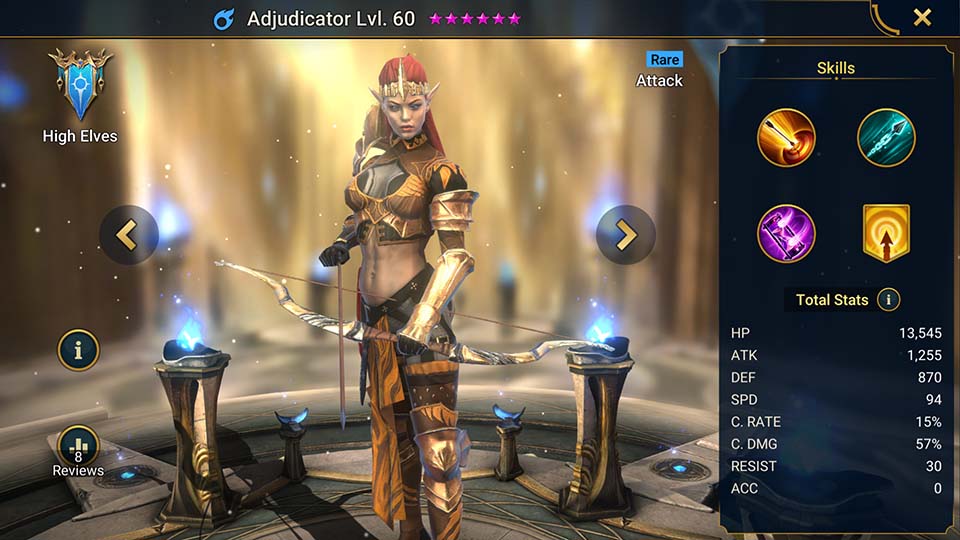 Adjudicator Lvl. 60
High Elves
Rare
Attack
8
Reviews
Skills
Total Stats i
HP 13,545
ATK 1,255
DEF 870
SPD 94
C. RATE 15%
C. DMG 57%
RESIST 30
ACC 0